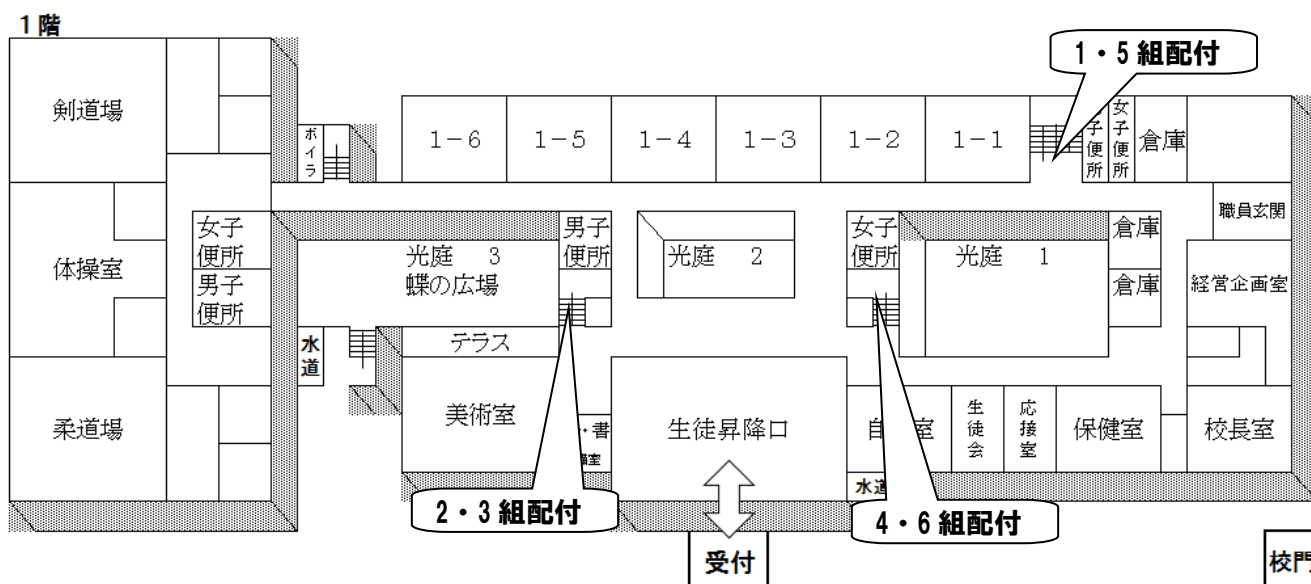 1階
1・5組配付
剣道場
ボイラ
1-6
1-5
1-4
1-3
1-2
1-1
子便所
女子便所
倉庫
職員玄関
体操室
女子
便所
男子
便所
光庭 3
蝶の広場
男子
便所
光庭 2
女子
便所
光庭 1
倉庫
倉庫
経営企画室
水道
テラス
柔道場
美術室
・書
生徒昇降口
室
生徒会
応接室
保健室
校長室
水道
2・3組配付
4・6組配付
受付
校門